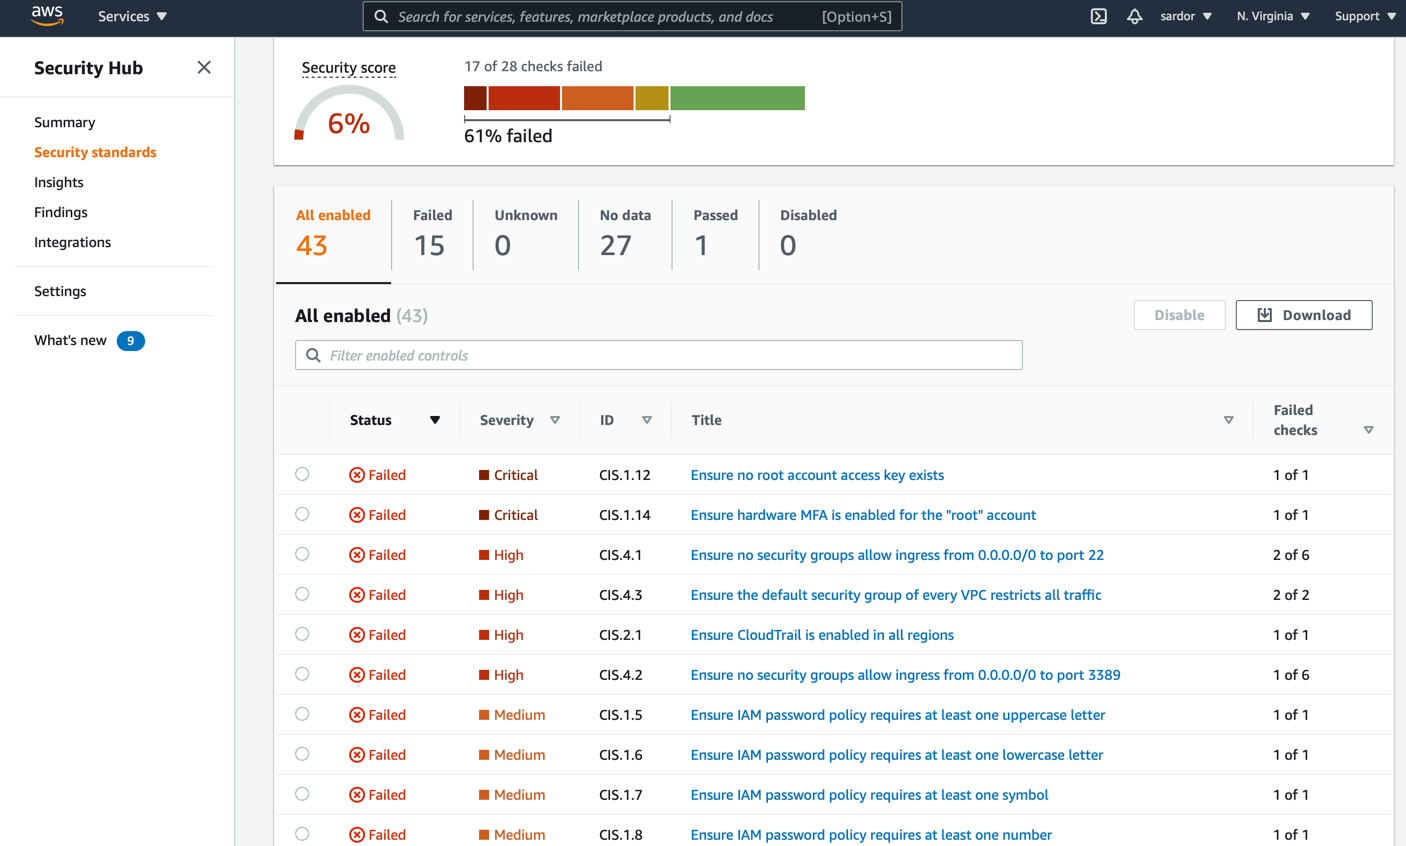 aws
Services
Search for services, features, marketplace products, and docs [Option+S]
sardor
N. Virginia
Support
Security Hub
Summary
Security standards
Insights
Findings
Integrations
Settings
What's new 9
Security score
6%
17 of 28 checks failed
61% failed
All enabled
43
Failed
15
Unknown
0
No data
27
Passed
1
Disabled
0
All enabled (43)
Disable
Download
Filter enabled controls
Status Severity ID Title Failed checks
Failed Critical CIS.1.12 Ensure no root account access key exists 1 of 1
Failed Critical CIS.1.14 Ensure hardware MFA is enabled for the "root" account 1 of 1
Failed High CIS.4.1 Ensure no security groups allow ingress from 0.0.0.0/0 to port 22 2 of 6
Failed High CIS.4.3 Ensure the default security group of every VPC restricts all traffic 2 of 2
Failed High CIS.2.1 Ensure CloudTrail is enabled in all regions 1 of 1
Failed High CIS.4.2 Ensure no security groups allow ingress from 0.0.0.0/0 to port 3389 1 of 6
Failed Medium CIS.1.5 Ensure IAM password policy requires at least one uppercase letter 1 of 1
Failed Medium CIS.1.6 Ensure IAM password policy requires at least one lowercase letter 1 of 1
Failed Medium CIS.1.7 Ensure IAM password policy requires at least one symbol 1 of 1
Failed Medium CIS.1.8 Ensure IAM password policy requires at least one number 1 of 1